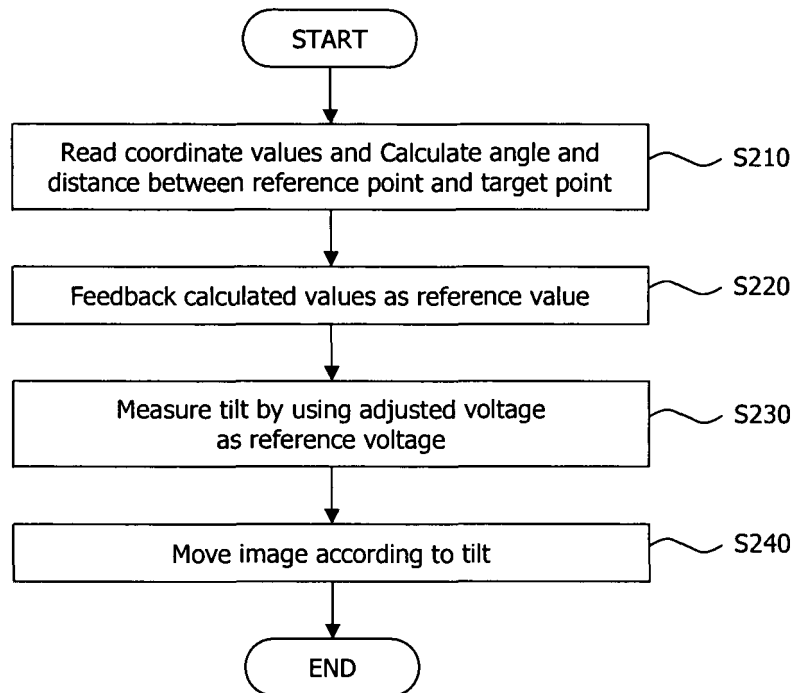 START
Read coordinate values and Calculate angle and
distance between reference point and target point
S210
Feedback calculated values as reference value
S220
Measure tilt by using adjusted voltage
as reference voltage
S230
Move image according to tilt
S240
END